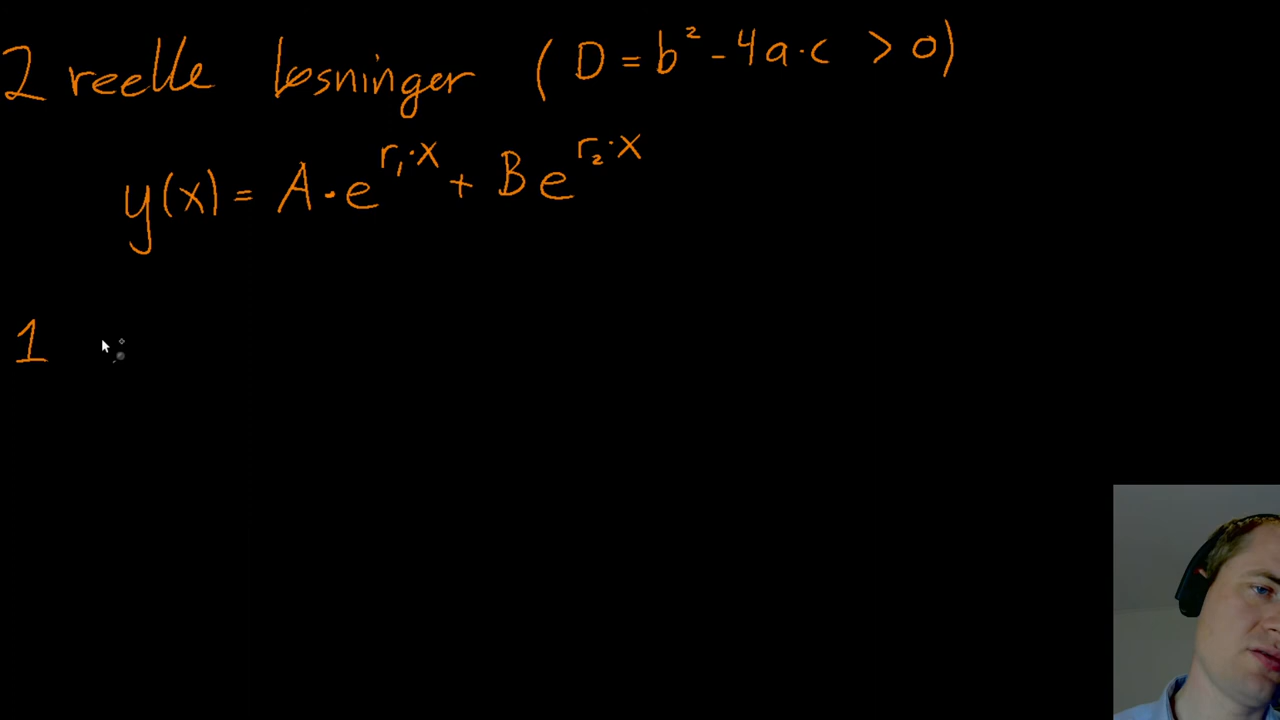 2 reelle løsninger (D = b² - 4a·c > 0)
y(x) = A·e^{r₁·x} + Be^{r₂·x}
1